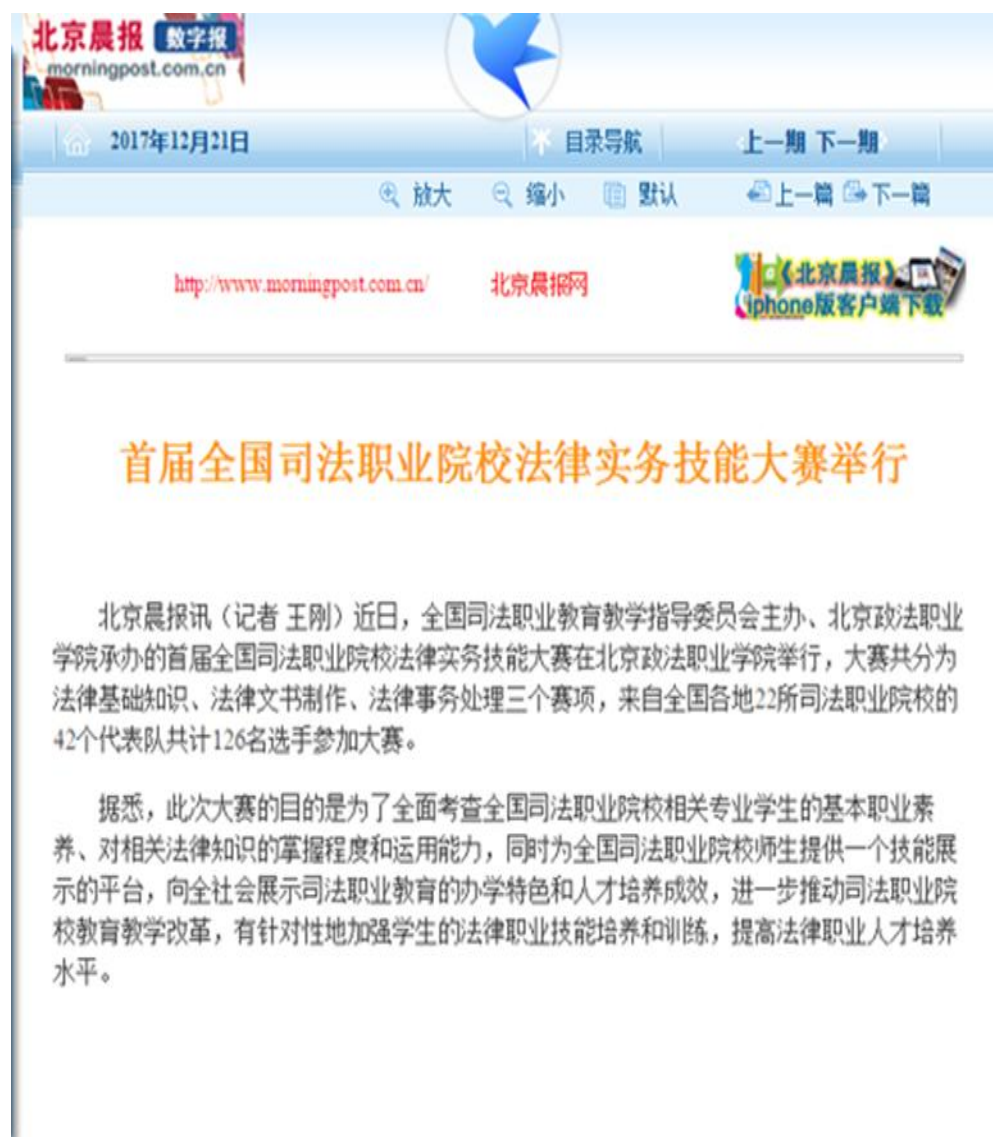 北京晨报 数字报
morningpost.com.cn
2017年12月21日 目录导航 上一期 下一期
放大 缩小 默认 上一篇 下一篇
http://www.morningpost.com.cn/ 北京晨报网
《北京晨报》
iphone版客户端下载
首届全国司法职业院校法律实务技能大赛举行
北京晨报讯（记者 王刚）近日，全国司法职业教育教学指导委员会主办、北京政法职业
学院承办的首届全国司法职业院校法律实务技能大赛在北京政法职业学院举行，大赛共分为
法律基础知识、法律文书制作、法律事务处理三个赛项，来自全国各地22所司法职业院校的
42个代表队共计126名选手参加大赛。
据悉，此次大赛的目的是为了全面考查全国司法职业院校相关专业学生的基本职业素
养、对相关法律知识的掌握程度和运用能力，同时为全国司法职业院校师生提供一个技能展
示的平台，向全社会展示司法职业教育的办学特色和人才培养成效，进一步推动司法职业院
校教育教学改革，有针对性地加强学生的法律职业技能培养和训练，提高法律职业人才培养
水平。